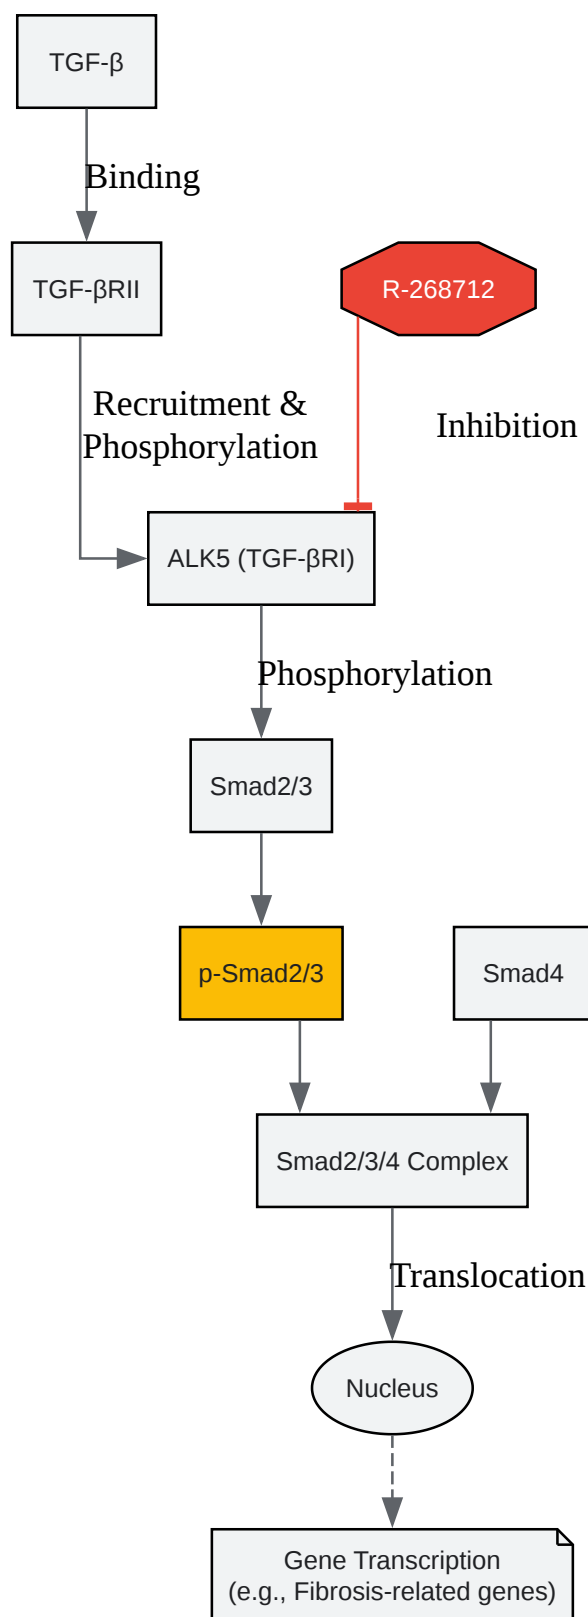 TGF-β
Binding
TGF-βRII
R-268712
Recruitment &
Phosphorylation
Inhibition
ALK5 (TGF-βRI)
Phosphorylation
Smad2/3
p-Smad2/3
Smad4
Smad2/3/4 Complex
Translocation
Nucleus
Gene Transcription
(e.g., Fibrosis-related genes)